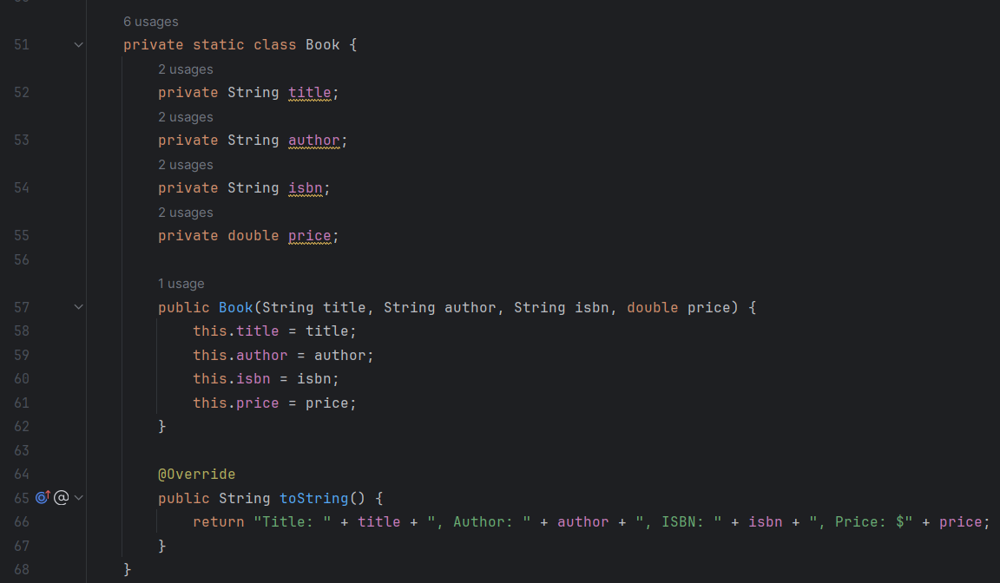 6 usages
51 private static class Book {
2 usages
52 private String title;
2 usages
53 private String author;
2 usages
54 private String isbn;
2 usages
55 private double price;
56
1 usage
57 public Book(String title, String author, String isbn, double price) {
58 this.title = title;
59 this.author = author;
60 this.isbn = isbn;
61 this.price = price;
62 }
63
64 @Override
65 @ public String toString() {
66 return "Title: " + title + ", Author: " + author + ", ISBN: " + isbn + ", Price: $" + price;
67 }
68 }